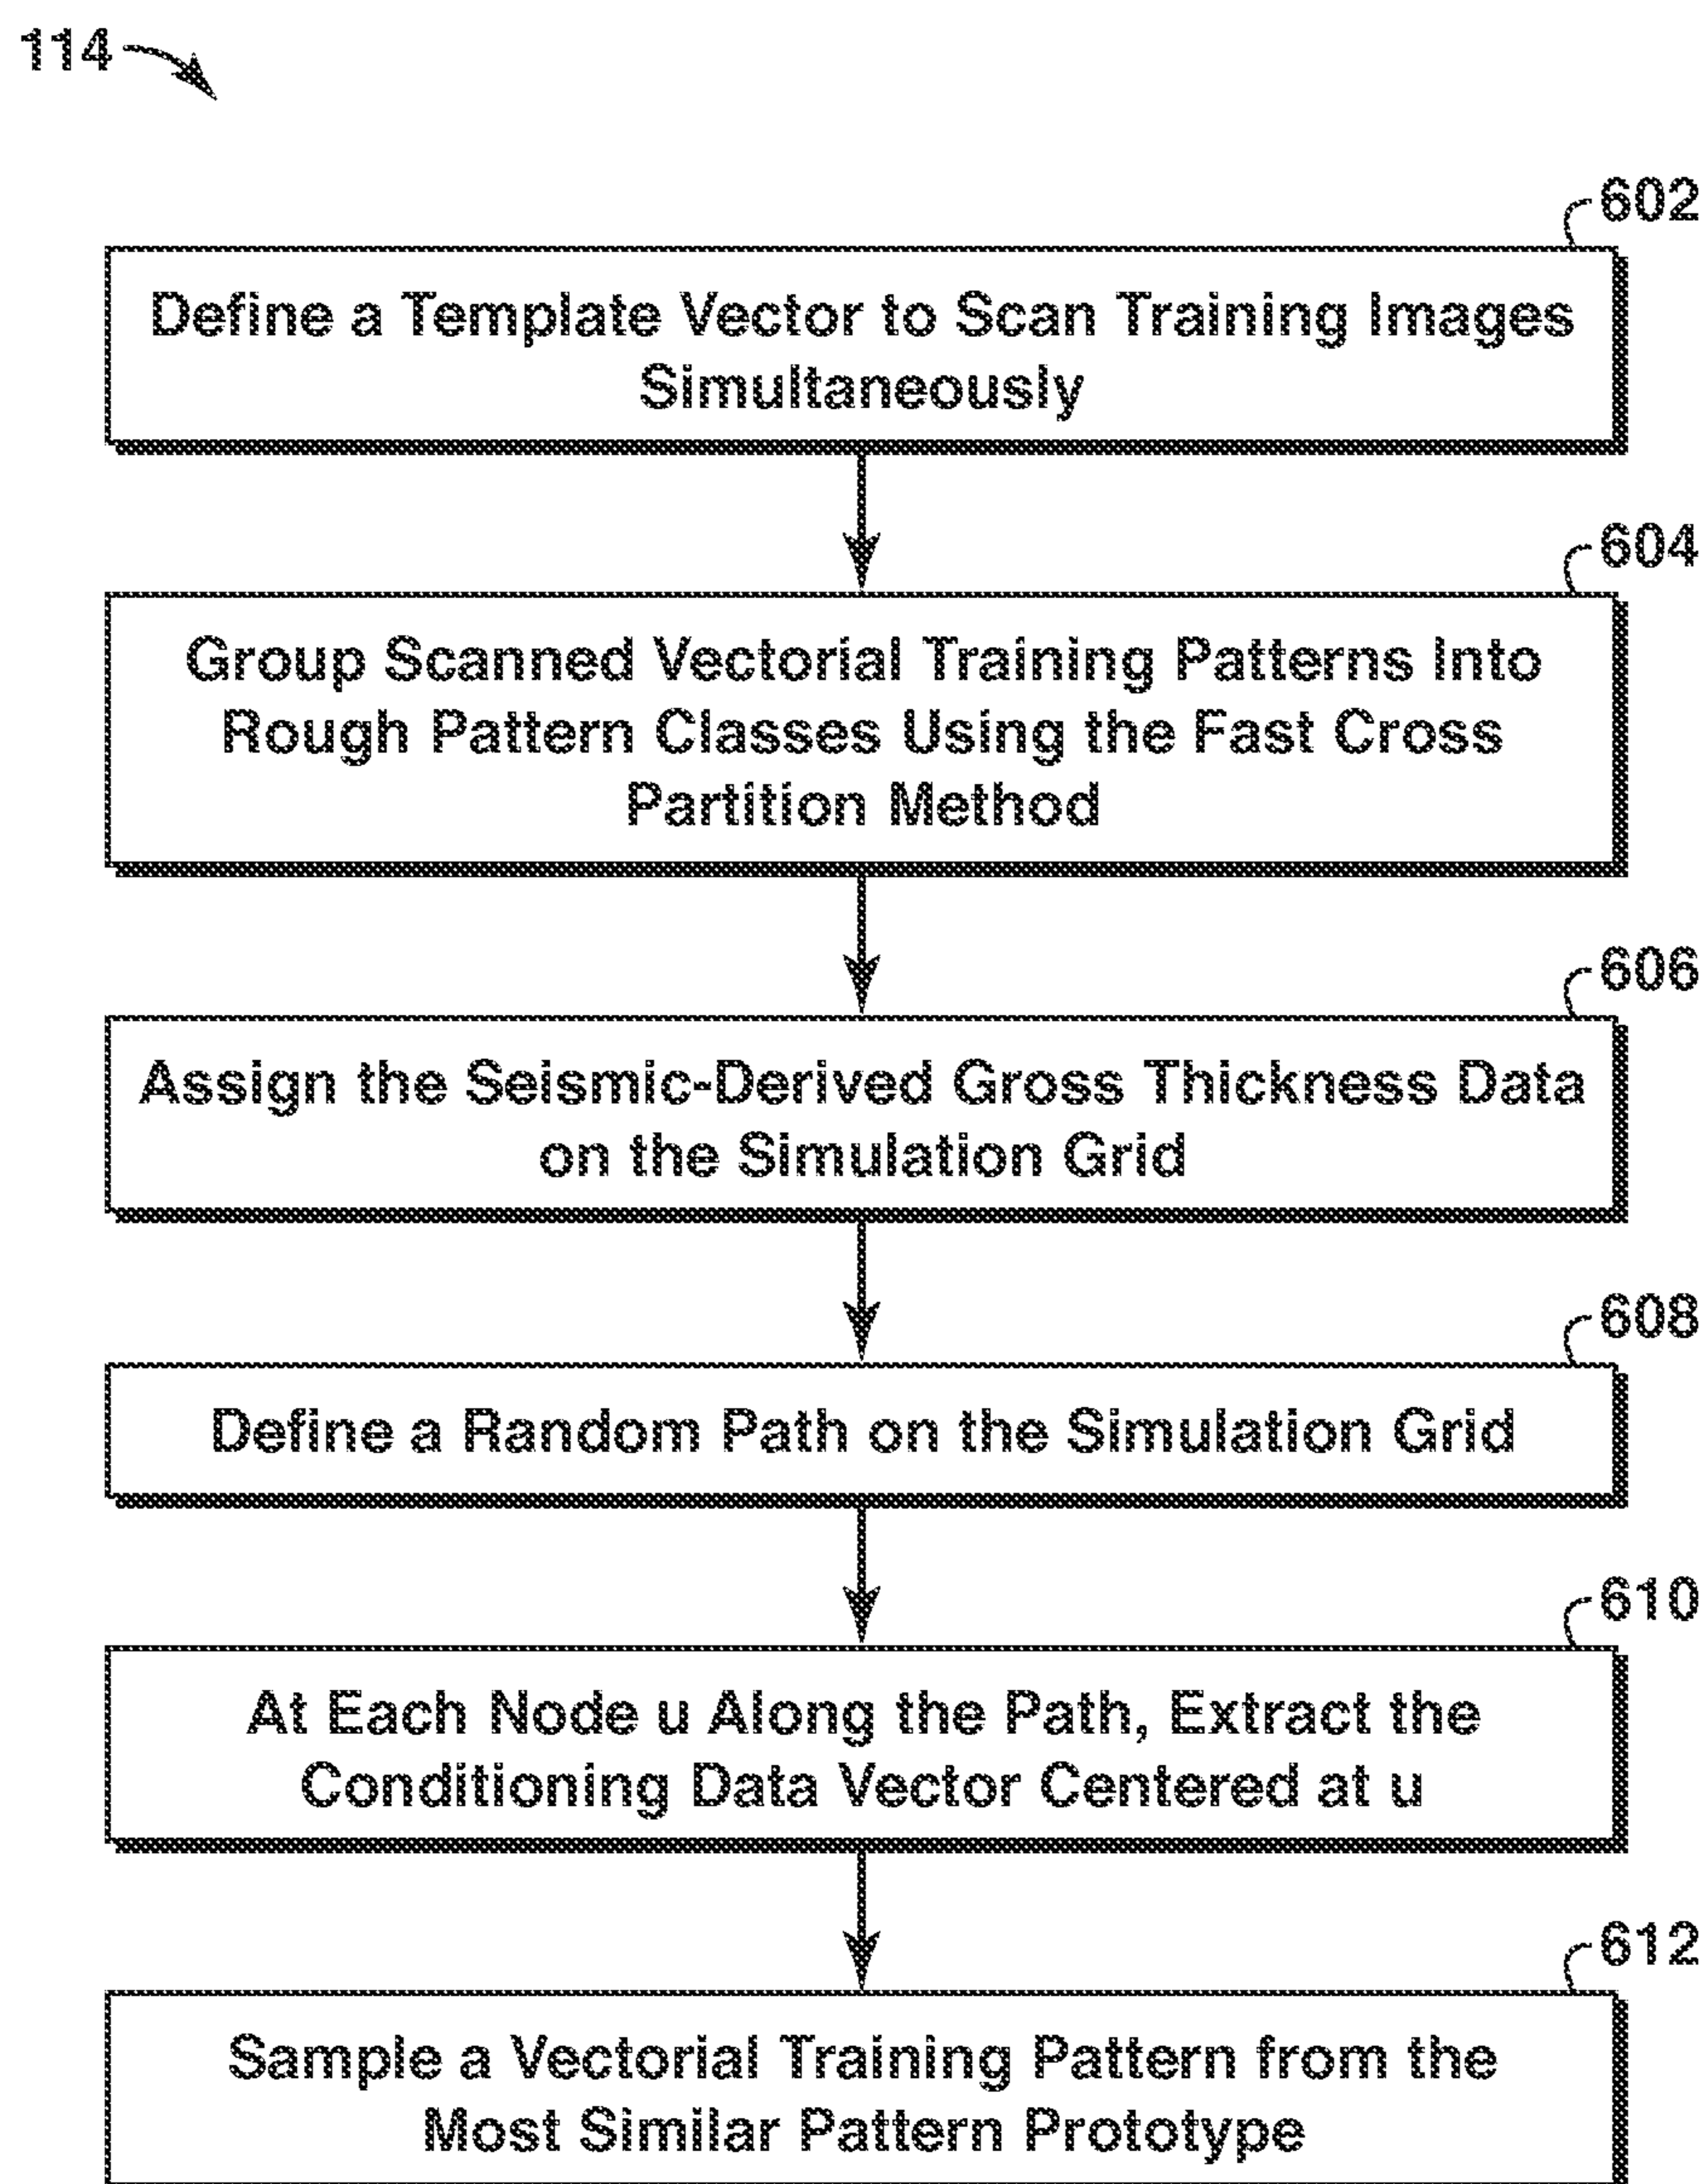 114
602
Define a Template Vector to Scan Training Images
Simultaneously
604
Group Scanned Vectorial Training Patterns Into
Rough Pattern Classes Using the Fast Cross
Partition Method
606
Assign the Seismic-Derived Gross Thickness Data
on the Simulation Grid
608
Define a Random Path on the Simulation Grid
610
At Each Node u Along the Path, Extract the
Conditioning Data Vector Centered at u
612
Sample a Vectorial Training Pattern from the
Most Similar Pattern Prototype